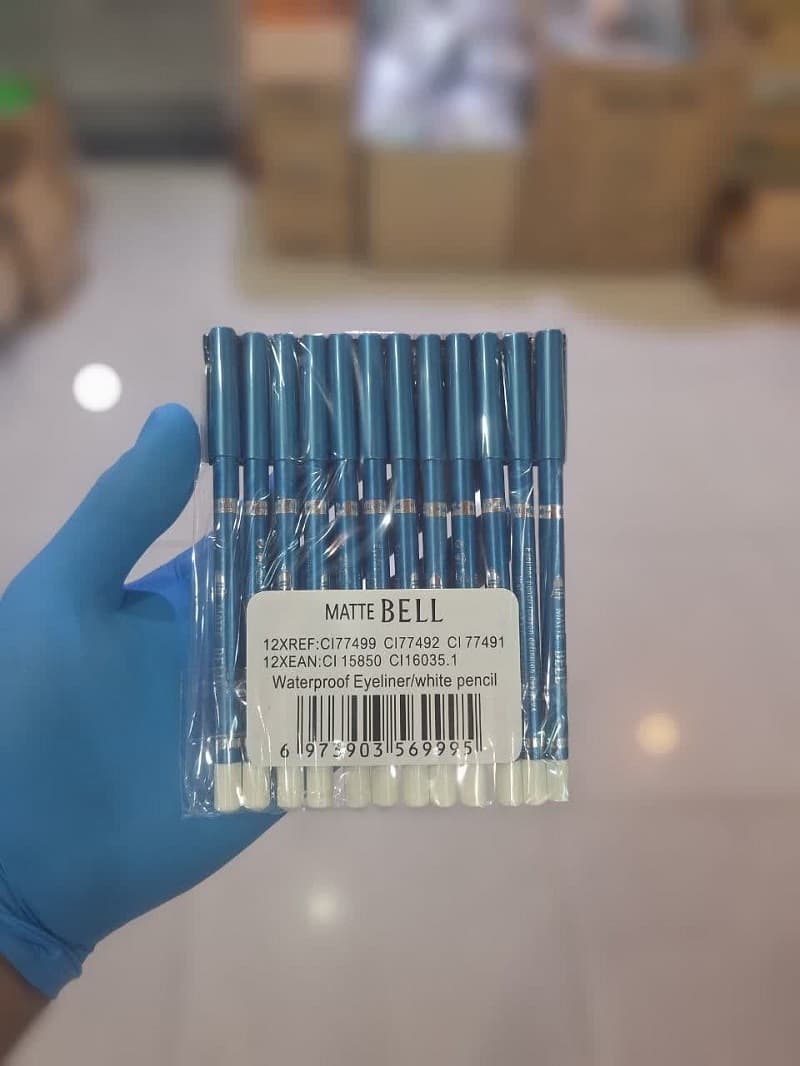 MATTE BELL
12XREF:CI77499 CI77492 CI 77491
12XEAN:CI 15850 CI16035.1
Waterproof Eyeliner/white pencil
6 973903 569995